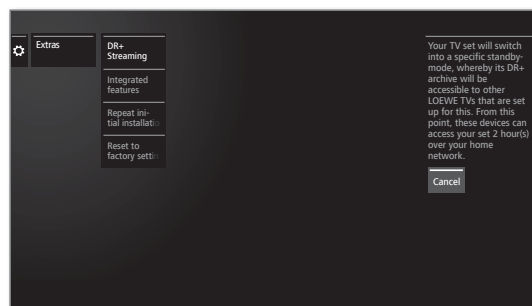 Extras
DR+
Streaming
Integrated
features
Repeat ini-
tial installatio
Reset to
factory settin
Your TV set will switch
into a specific standby-
mode, whereby its DR+
archive will be
accessible to other
LOEWE TVs that are set
up for this. From this
point, these devices can
access your set 2 hour(s)
over your home
network.
Cancel